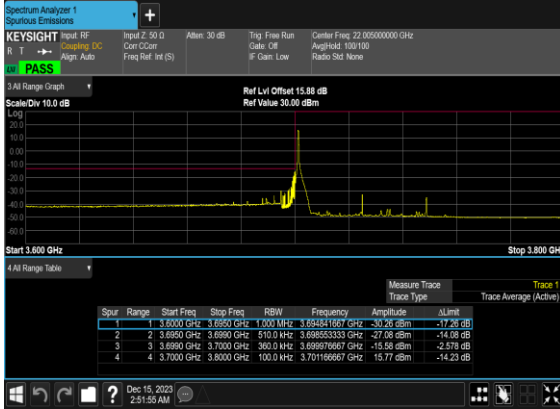 Spectrum Analyzer 1
Spurious Emissions
+
KEYSIGHT Input: RF Input Z: 50 Ω Atten: 30 dB Trig: Free Run Center Freq: 22.005000000 GHz
R T Coupling: DC Corr CCorr Gate: Off Avg|Hold: 100/100
Align: Auto Freq Ref: Int (S) IF Gain: Low Radio Std: None
PASS
3 All Range Graph
Ref Lvl Offset 15.88 dB
Scale/Div 10.0 dB Ref Value 30.00 dBm
Log
20.0
10.0
0.00
-10.0
-20.0
-30.0
-40.0
-50.0
-60.0
Start 3.600 GHz Stop 3.800 GH
4 All Range Table
Measure Trace Trace 1
Trace Type Trace Average (Active)
Spur Range Start Freq Stop Freq RBW Frequency Amplitude ΔLimit
1 1 3.6000 GHz 3.6950 GHz 1.000 MHz 3.694841667 GHz -30.26 dBm -17.26 dB
2 2 3.6950 GHz 3.6990 GHz 510.0 kHz 3.698553333 GHz -27.08 dBm -14.08 dB
3 3 3.6990 GHz 3.7000 GHz 360.0 kHz 3.699976667 GHz -15.58 dBm -2.578 dB
4 4 3.7000 GHz 3.8000 GHz 100.0 kHz 3.701166667 GHz 15.77 dBm -14.23 dB
? Dec 15, 2023
2:51:55 AM